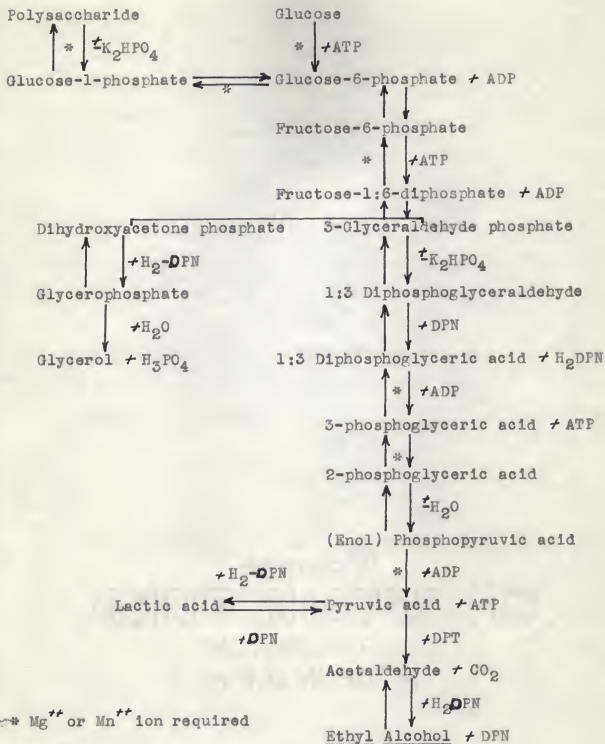 Polysaccharide Glucose
* ±K2HPO4 * +ATP
Glucose-1-phosphate * Glucose-6-phosphate + ADP
Fructose-6-phosphate
* +ATP
Fructose-1:6-diphosphate + ADP
Dihydroxyacetone phosphate 3-Glyceraldehyde phosphate
+H2-DPN ±K2HPO4
Glycerophosphate 1:3 Diphosphoglyceraldehyde
+H2O +DPN
Glycerol + H3PO4 1:3 Diphosphoglyceric acid + H2DPN
* +ADP
3-phosphoglyceric acid + ATP
*
2-phosphoglyceric acid
±H2O
(Enol) Phosphopyruvic acid
+H2-DPN * +ADP
Lactic acid Pyruvic acid + ATP
+DPN +DPT
Acetaldehyde + CO2
+H2DPN
* Mg++ or Mn++ ion required
Ethyl Alcohol + DPN